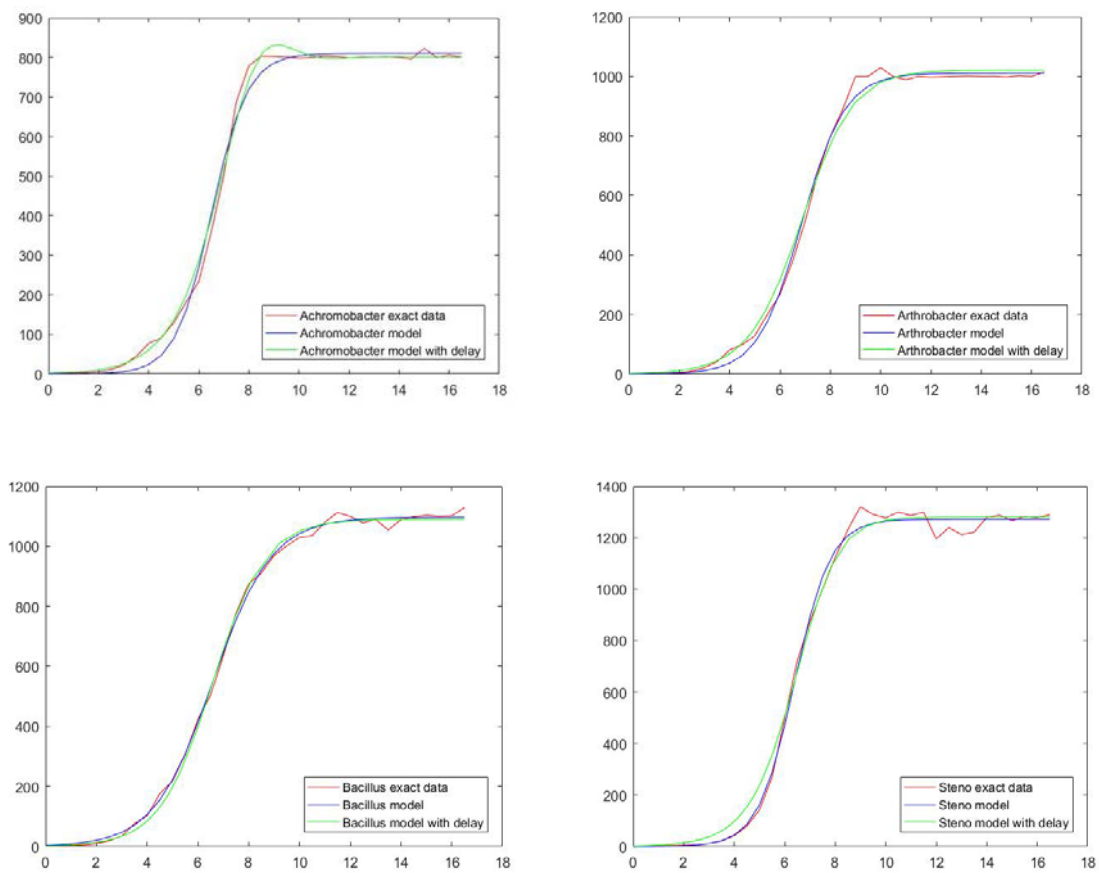 900
800
700
600
500
400
300
200
100
0
0 2 4 6 8 10 12 14 16 18
Achromobacter exact data
Achromobacter model
Achromobacter model with delay
1200
1000
800
600
400
200
0
0 2 4 6 8 10 12 14 16 18
Arthrobacter exact data
Arthrobacter model
Arthrobacter model with delay
1200
1000
800
600
400
200
0
0 2 4 6 8 10 12 14 16 18
Bacillus exact data
Bacillus model
Bacillus model with delay
1400
1200
1000
800
600
400
200
0
0 2 4 6 8 10 12 14 16 18
Steno exact data
Steno model
Steno model with delay